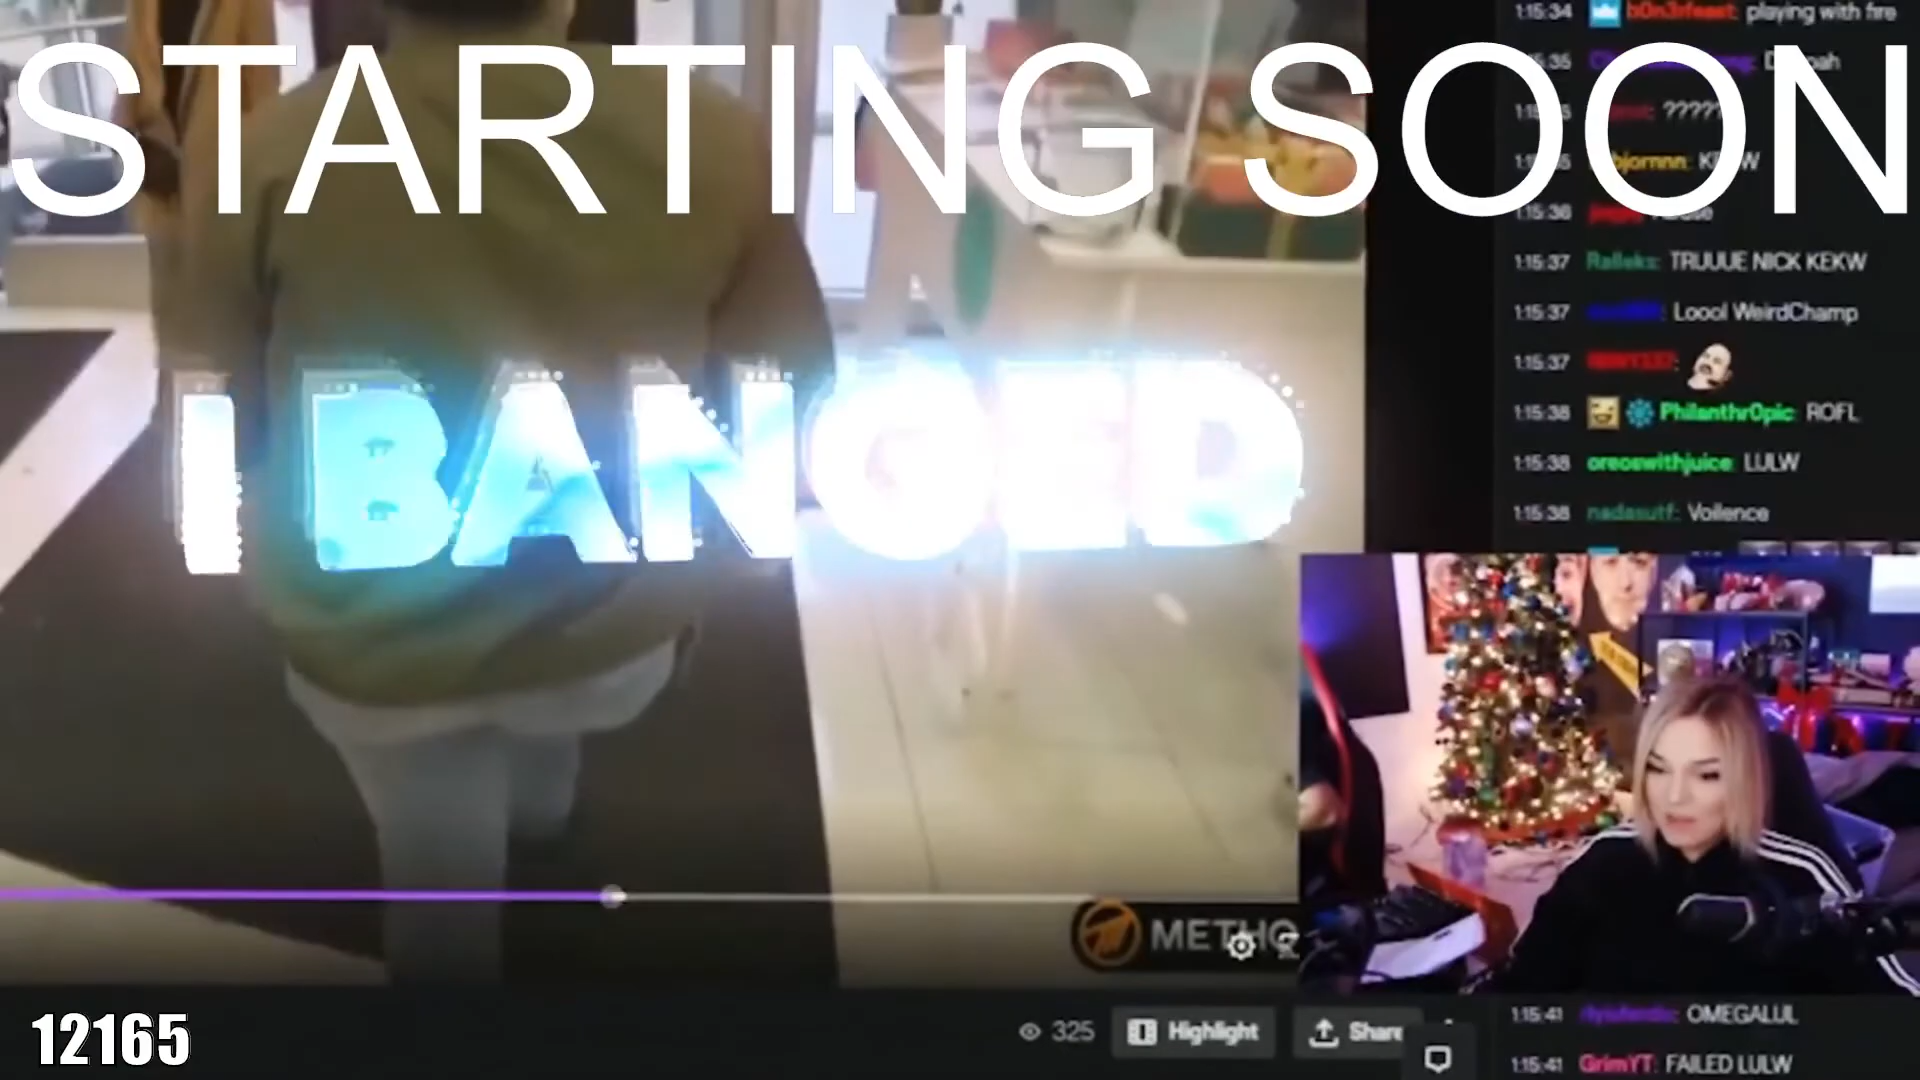 STARTING SOON
1:15:34 b0n3rfeast: playing with fire
1:15:37 Ralleks: TRUUUE NICK KEKW
1:15:37 Loool WeirdChamp
1:15:37
1:15:38 Philanthr0pic: ROFL
1:15:38 oreoswithjuice: LULW
1:15:38 nadasutf: Voilence
I BANGED
METHO
325 Highlight Share
12165
1:15:41 OMEGALUL
1:15:41 GrimYT: FAILED LULW